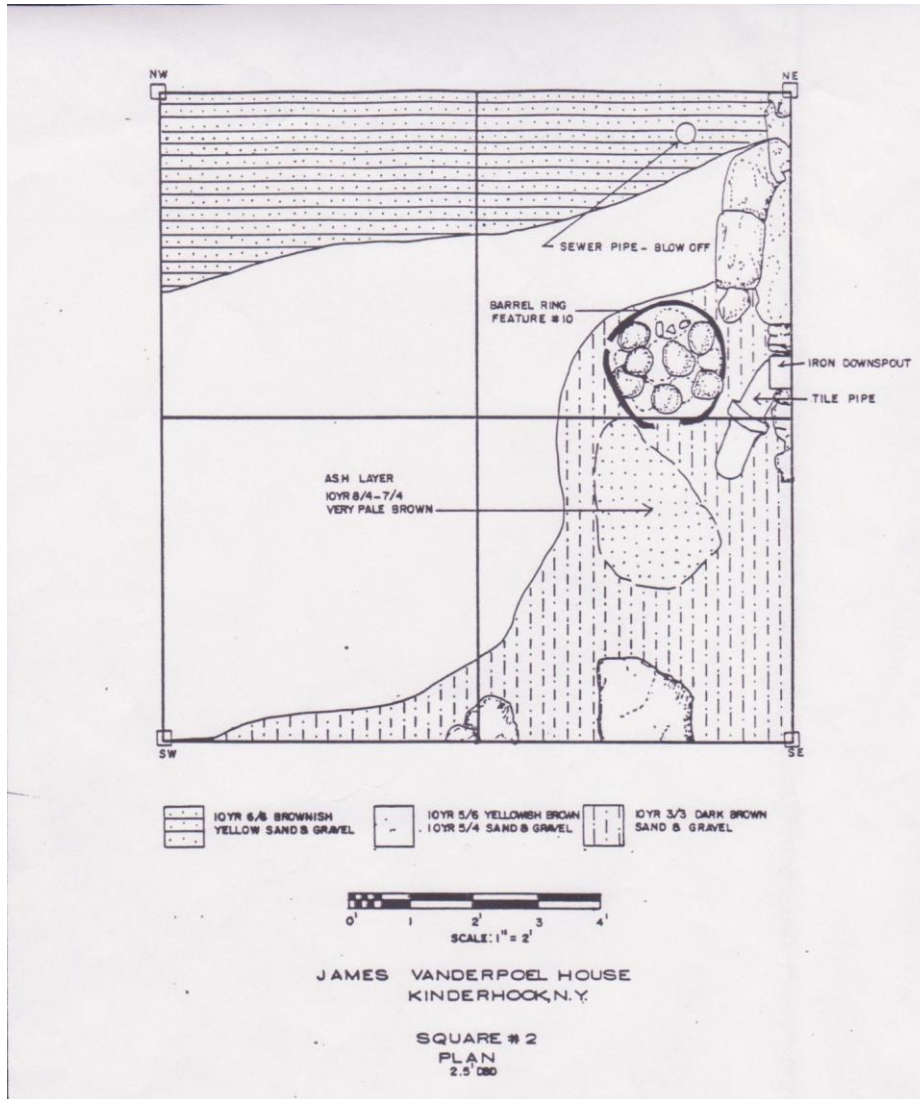 NW
NE
SEWER PIPE - BLOW OFF
BARREL RING
FEATURE #10
IRON DOWNSPOUT
TILE PIPE
ASH LAYER
10YR 8/4-7/4
VERY PALE BROWN
SW
SE
10YR 6/6 BROWNISH
YELLOW SAND & GRAVEL
10YR 5/6 YELLOWISH BROWN
10YR 5/4 SAND & GRAVEL
10YR 3/3 DARK BROWN
SAND & GRAVEL
0' 1 2' 3 4'
SCALE: 1" = 2'
JAMES VANDERPOEL HOUSE
KINDERHOOK, N.Y.
SQUARE #2
PLAN
2.5' DBD